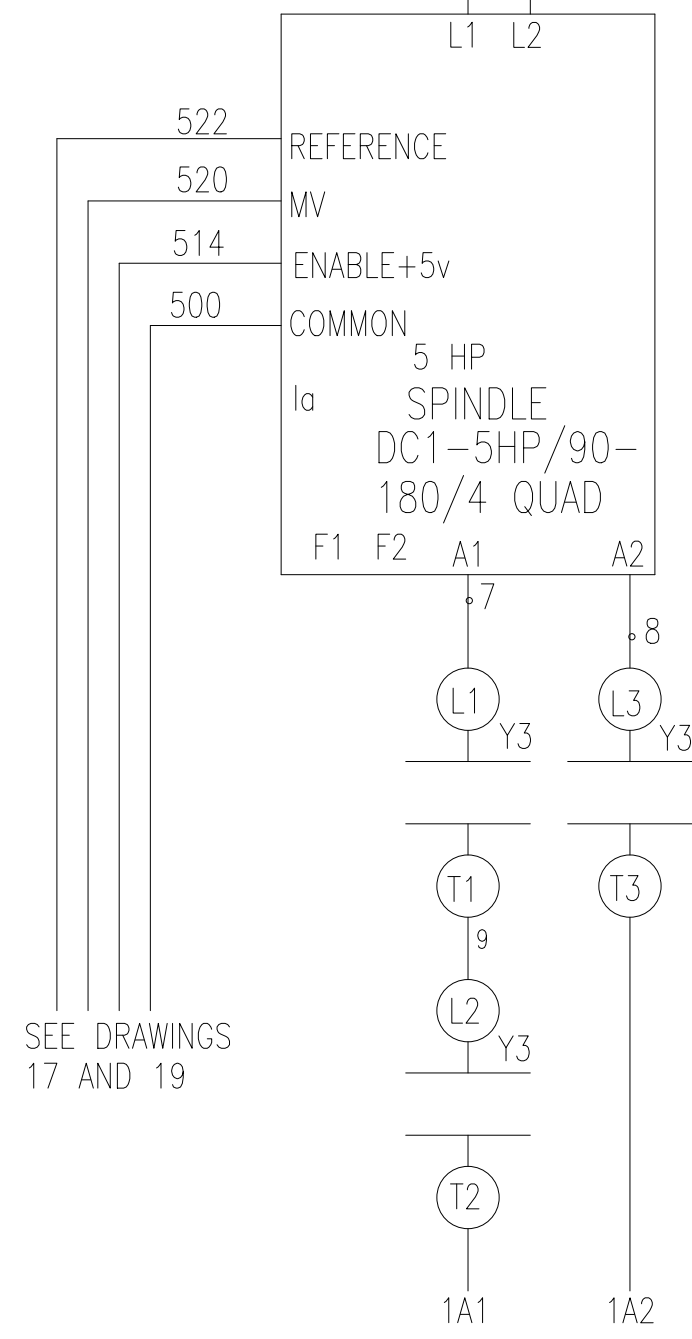 L1 L2
522
REFERENCE
520
MV
514
ENABLE+5v
500
COMMON
5 HP
Ia
SPINDLE
DC1-5HP/90-
180/4 QUAD
F1 F2 A1 A2
7
8
L1 L3
Y3 Y3
T1 T3
9
L2
Y3
SEE DRAWINGS
17 AND 19
T2
1A1 1A2